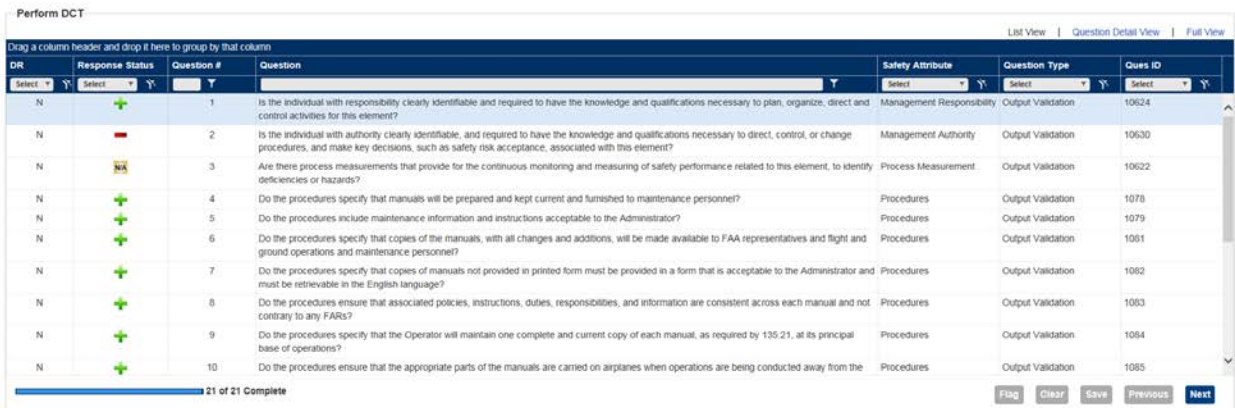 Perform DCT
List View | Question Detail View | Full View
Drag a column header and drop it here to group by that column
DR Response Status Question # Question Safety Attribute Question Type Ques ID
Select Select Select Select Select
N 1 Is the individual with responsibility clearly identifiable and required to have the knowledge and qualifications necessary to plan, organize, direct and Management Responsibility Output Validation 10624
control activities for this element?
N 2 Is the individual with authority clearly identifiable, and required to have the knowledge and qualifications necessary to direct, control, or change Management Authority Output Validation 10630
procedures, and make key decisions, such as safety risk acceptance, associated with this element?
N N/A 3 Are there process measurements that provide for the continuous monitoring and measuring of safety performance related to this element, to identify Process Measurement Output Validation 10622
deficiencies or hazards?
N 4 Do the procedures specify that manuals will be prepared and kept current and furnished to maintenance personnel? Procedures Output Validation 1078
N 5 Do the procedures include maintenance information and instructions acceptable to the Administrator? Procedures Output Validation 1079
N 6 Do the procedures specify that copies of the manuals, with all changes and additions, will be made available to FAA representatives and flight and Procedures Output Validation 1081
ground operations and maintenance personnel?
N 7 Do the procedures specify that copies of manuals not provided in printed form must be provided in a form that is acceptable to the Administrator and Procedures Output Validation 1082
must be retrievable in the English language?
N 8 Do the procedures ensure that associated policies, instructions, duties, responsibilities, and information are consistent across each manual and not Procedures Output Validation 1083
contrary to any FARs?
N 9 Do the procedures specify that the Operator will maintain one complete and current copy of each manual, as required by 135.21, at its principal Procedures Output Validation 1084
base of operations?
N 10 Do the procedures ensure that the appropriate parts of the manuals are carried on airplanes when operations are being conducted away from the Procedures Output Validation 1085
21 of 21 Complete
Flag Clear Save Previous Next